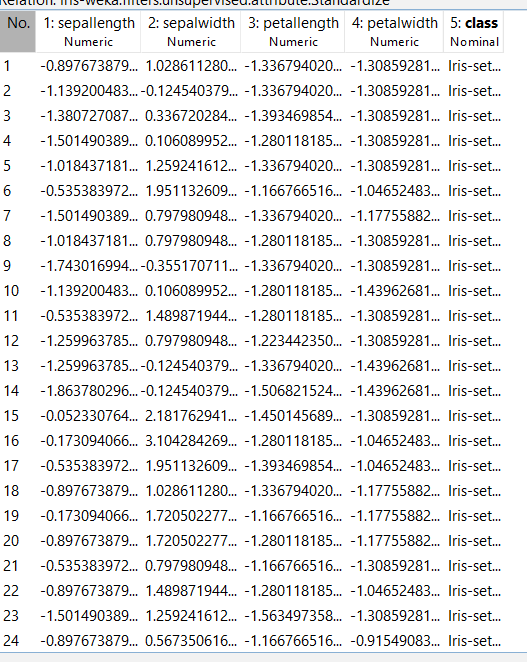 Relation: iris-weka.filters.unsupervised.attribute.Standardize
No. 1: sepallength 2: sepalwidth 3: petallength 4: petalwidth 5: class
Numeric Numeric Numeric Numeric Nominal
1 -0.897673879... 1.028611280... -1.336794020... -1.30859281... Iris-set...
2 -1.139200483... -0.124540379... -1.336794020... -1.30859281... Iris-set...
3 -1.380727087... 0.336720284... -1.393469854... -1.30859281... Iris-set...
4 -1.501490389... 0.106089952... -1.280118185... -1.30859281... Iris-set...
5 -1.018437181... 1.259241612... -1.336794020... -1.30859281... Iris-set...
6 -0.535383972... 1.951132609... -1.166766516... -1.04652483... Iris-set...
7 -1.501490389... 0.797980948... -1.336794020... -1.17755882... Iris-set...
8 -1.018437181... 0.797980948... -1.280118185... -1.30859281... Iris-set...
9 -1.743016994... -0.355170711... -1.336794020... -1.30859281... Iris-set...
10 -1.139200483... 0.106089952... -1.280118185... -1.43962681... Iris-set...
11 -0.535383972... 1.489871944... -1.280118185... -1.30859281... Iris-set...
12 -1.259963785... 0.797980948... -1.223442350... -1.30859281... Iris-set...
13 -1.259963785... -0.124540379... -1.336794020... -1.43962681... Iris-set...
14 -1.863780296... -0.124540379... -1.506821524... -1.43962681... Iris-set...
15 -0.052330764... 2.181762941... -1.450145689... -1.30859281... Iris-set...
16 -0.173094066... 3.104284269... -1.280118185... -1.04652483... Iris-set...
17 -0.535383972... 1.951132609... -1.393469854... -1.04652483... Iris-set...
18 -0.897673879... 1.028611280... -1.336794020... -1.17755882... Iris-set...
19 -0.173094066... 1.720502277... -1.166766516... -1.17755882... Iris-set...
20 -0.897673879... 1.720502277... -1.280118185... -1.17755882... Iris-set...
21 -0.535383972... 0.797980948... -1.166766516... -1.30859281... Iris-set...
22 -0.897673879... 1.489871944... -1.280118185... -1.04652483... Iris-set...
23 -1.501490389... 1.259241612... -1.563497358... -1.30859281... Iris-set...
24 -0.897673879... 0.567350616... -1.166766516... -0.91549083... Iris-set...